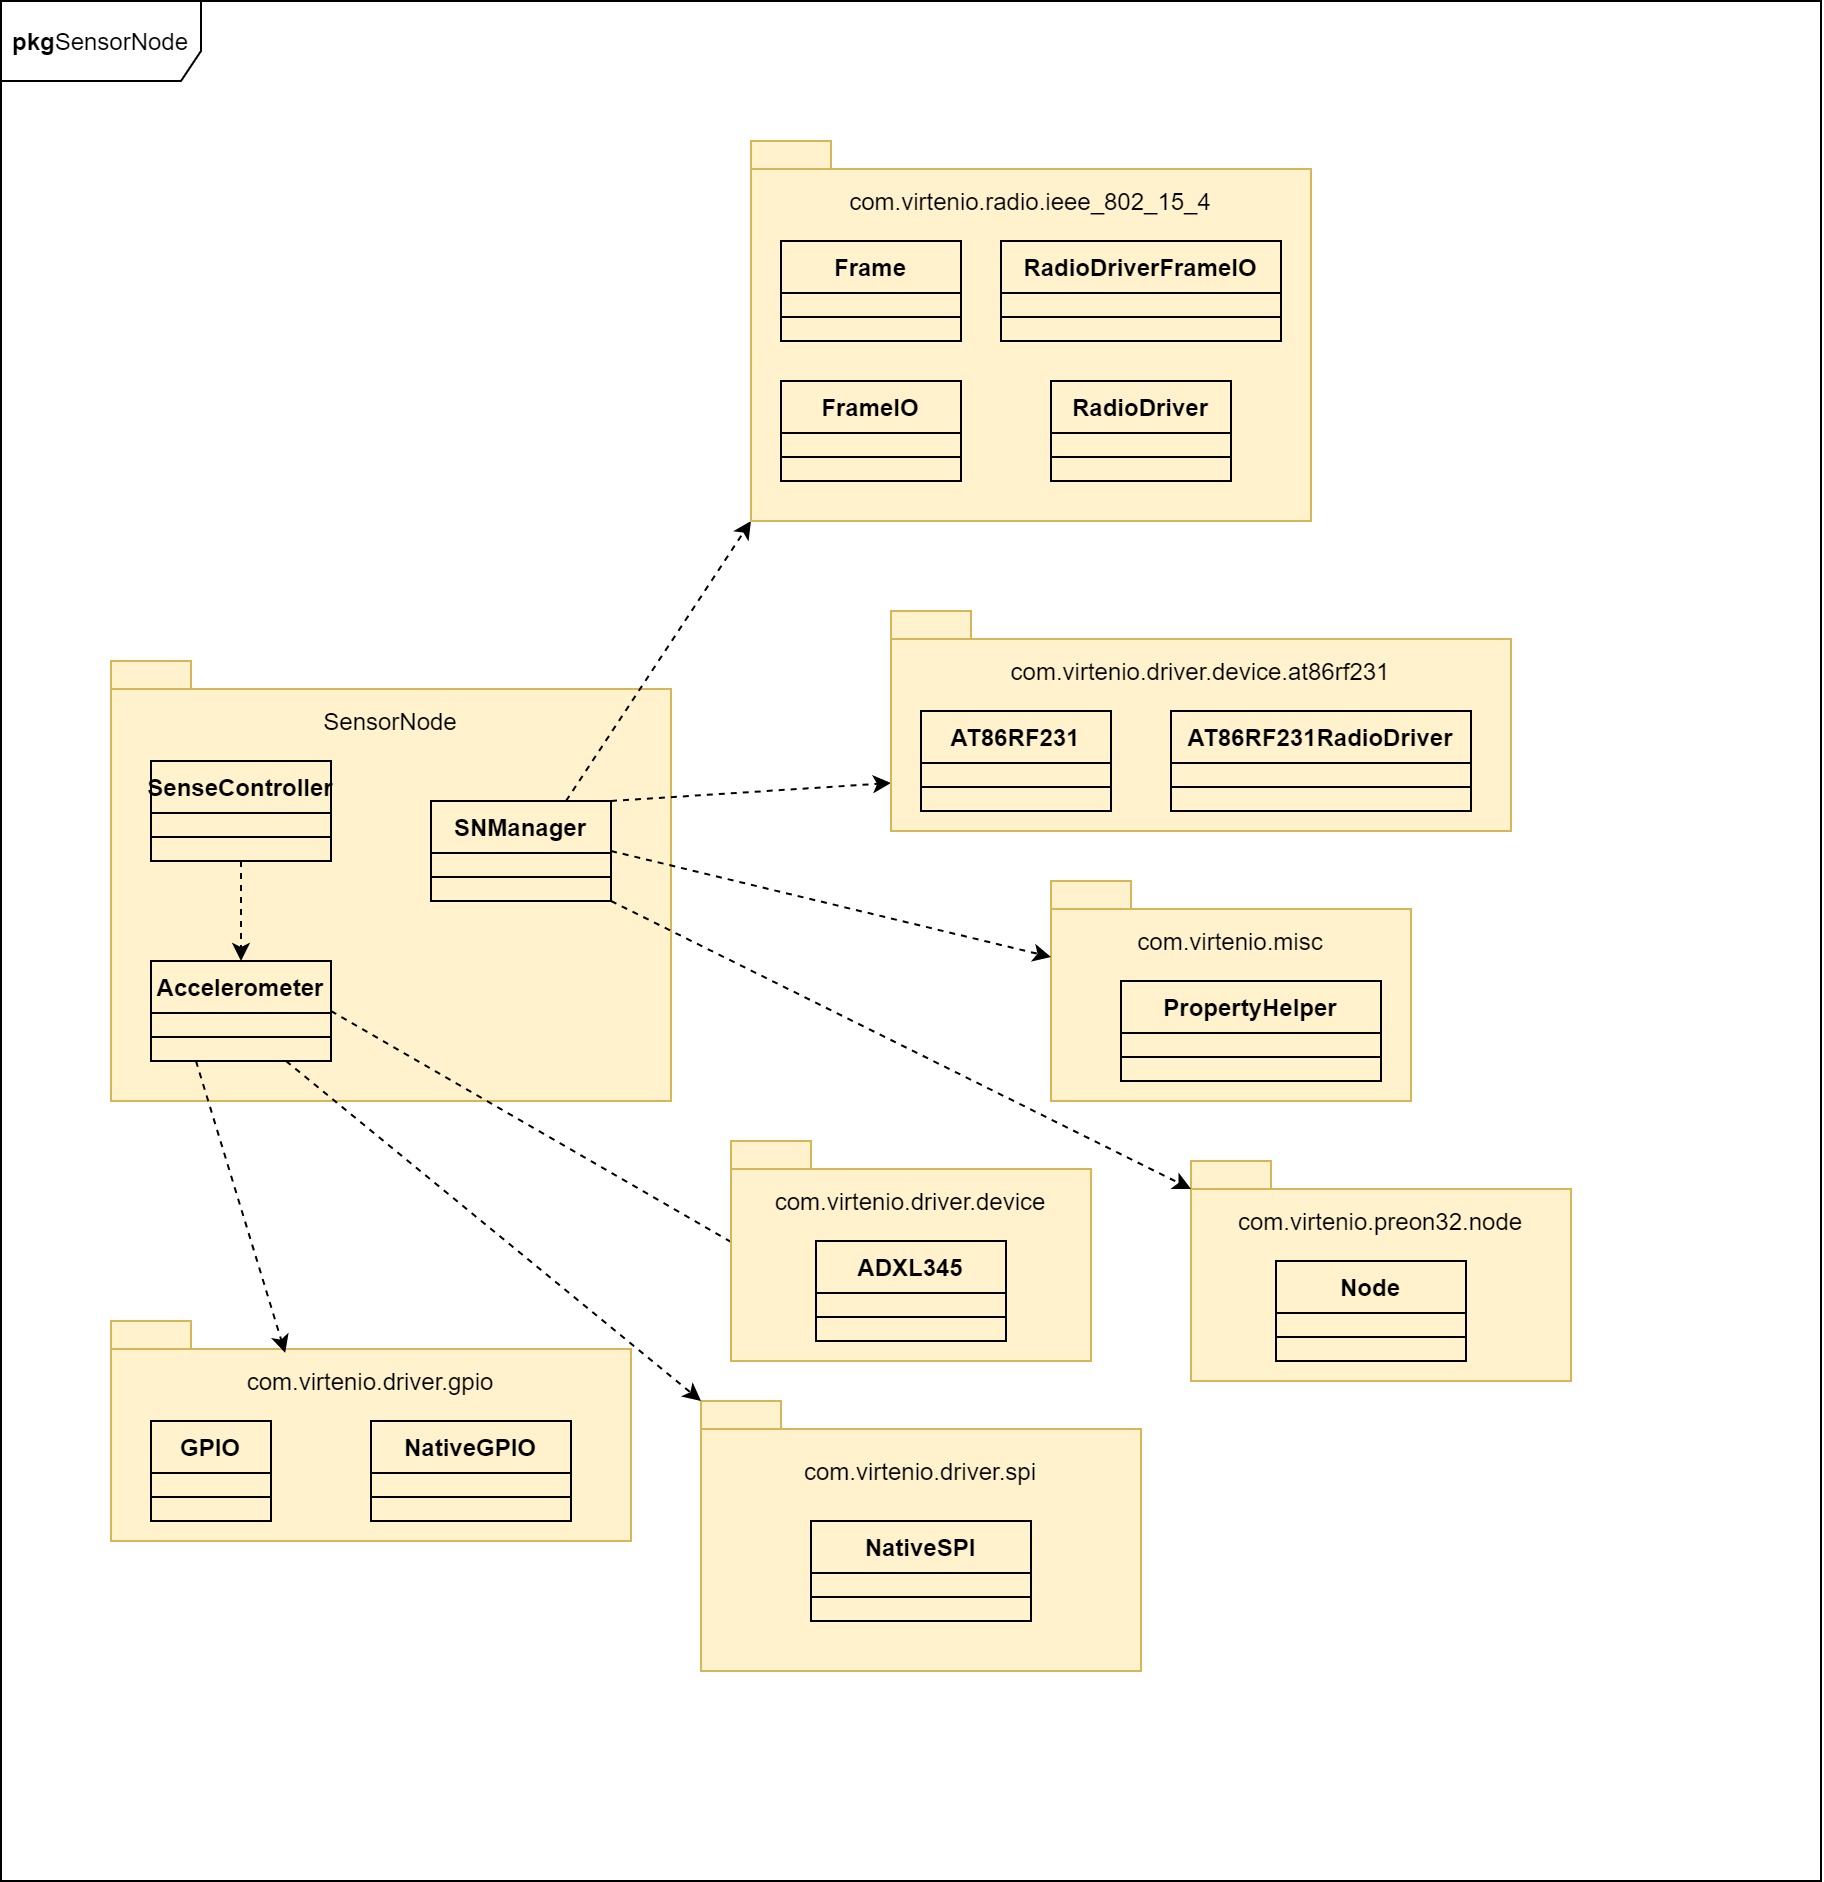 pkgSensorNode
com.virtenio.radio.ieee_802_15_4
Frame
RadioDriverFrameIO
FrameIO
RadioDriver
com.virtenio.driver.device.at86rf231
AT86RF231
AT86RF231RadioDriver
SensorNode
SenseController
SNManager
Accelerometer
com.virtenio.misc
PropertyHelper
com.virtenio.driver.device
ADXL345
com.virtenio.preon32.node
Node
com.virtenio.driver.gpio
GPIO
NativeGPIO
com.virtenio.driver.spi
NativeSPI